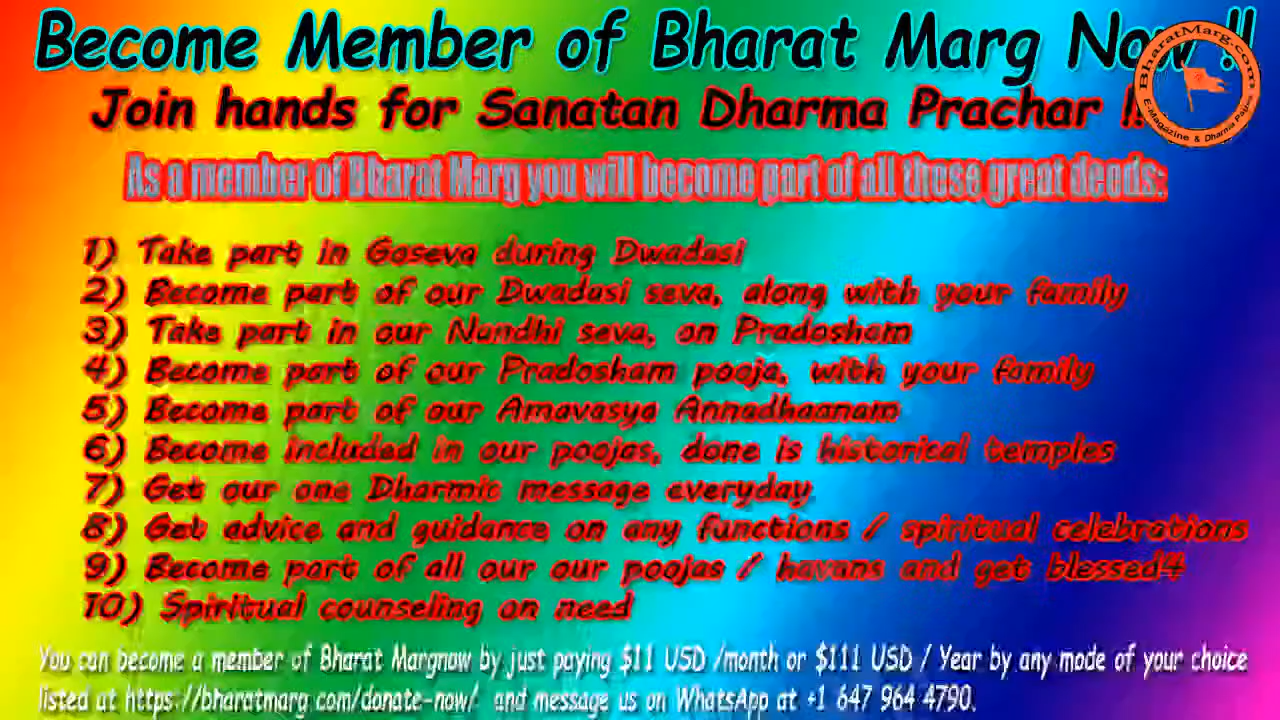 Become Member of Bharat Marg Now !!
Join hands for Sanatan Dharma Prachar !!
As a member of Bharat Marg you will become part of all these great deeds:
1) Take part in Goseva during Dwadasi
2) Become part of our Dwadasi seva, along with your family
3) Take part in our Nandhi seva, on Pradosham
4) Become part of our Pradosham pooja, with your family
5) Become part of our Amavasya Annadhaanam
6) Become included in our poojas, done is historical temples
7) Get our one Dharmic message everyday
8) Get advice and guidance on any functions / spiritual celebrations
9) Become part of all our our poojas / havans and get blessed4
10) Spiritual counseling on need
You can become a member of Bharat Margnow by just paying $11 USD /month or $111 USD / Year by any mode of your choice
listed at https://bharatmarg.com/donate-now/ and message us on WhatsApp at +1 647 964 4790.
BharatMarg.com
E-Magazine & Dharma